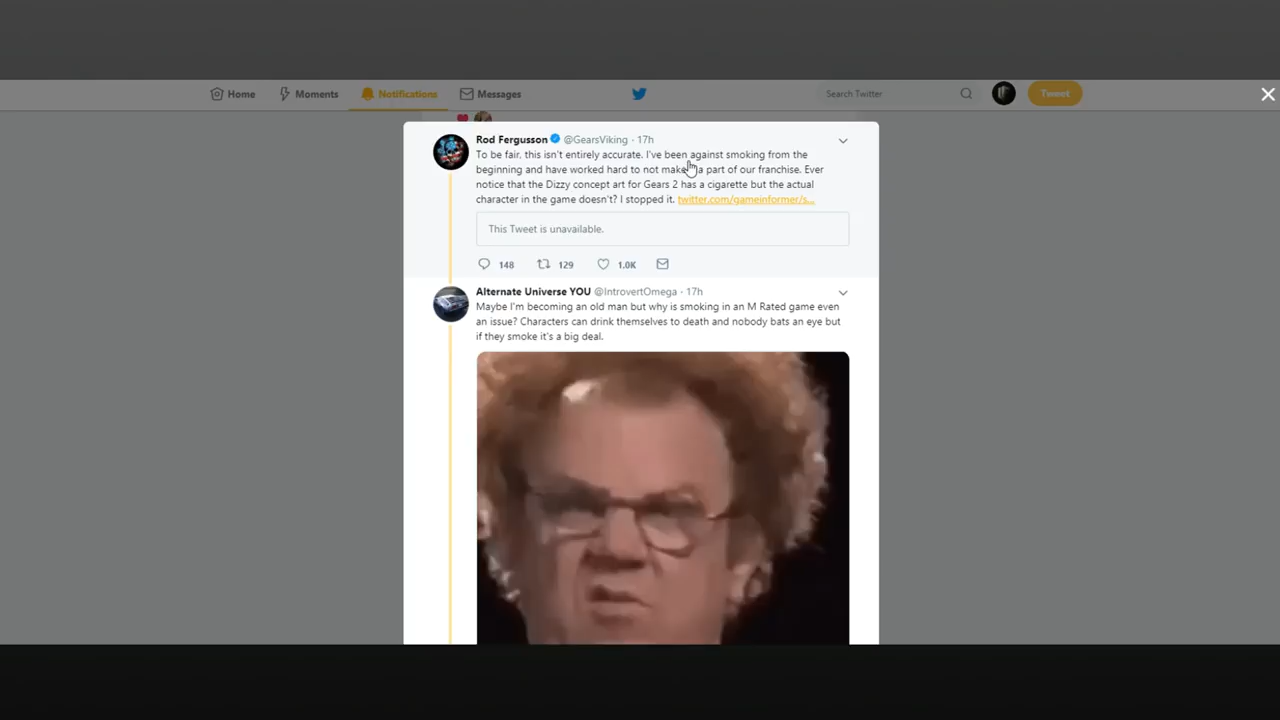 Home Moments Notifications Messages Search Twitter Tweet
Rod Fergusson @GearsViking · 17h
To be fair, this isn't entirely accurate. I've been against smoking from the
beginning and have worked hard to not make a part of our franchise. Ever
notice that the Dizzy concept art for Gears 2 has a cigarette but the actual
character in the game doesn't? I stopped it. twitter.com/gameinformer/s...
This Tweet is unavailable.
148 129 1.0K
Alternate Universe YOU @IntrovertOmega · 17h
Maybe I'm becoming an old man but why is smoking in an M Rated game even
an issue? Characters can drink themselves to death and nobody bats an eye but
if they smoke it's a big deal.